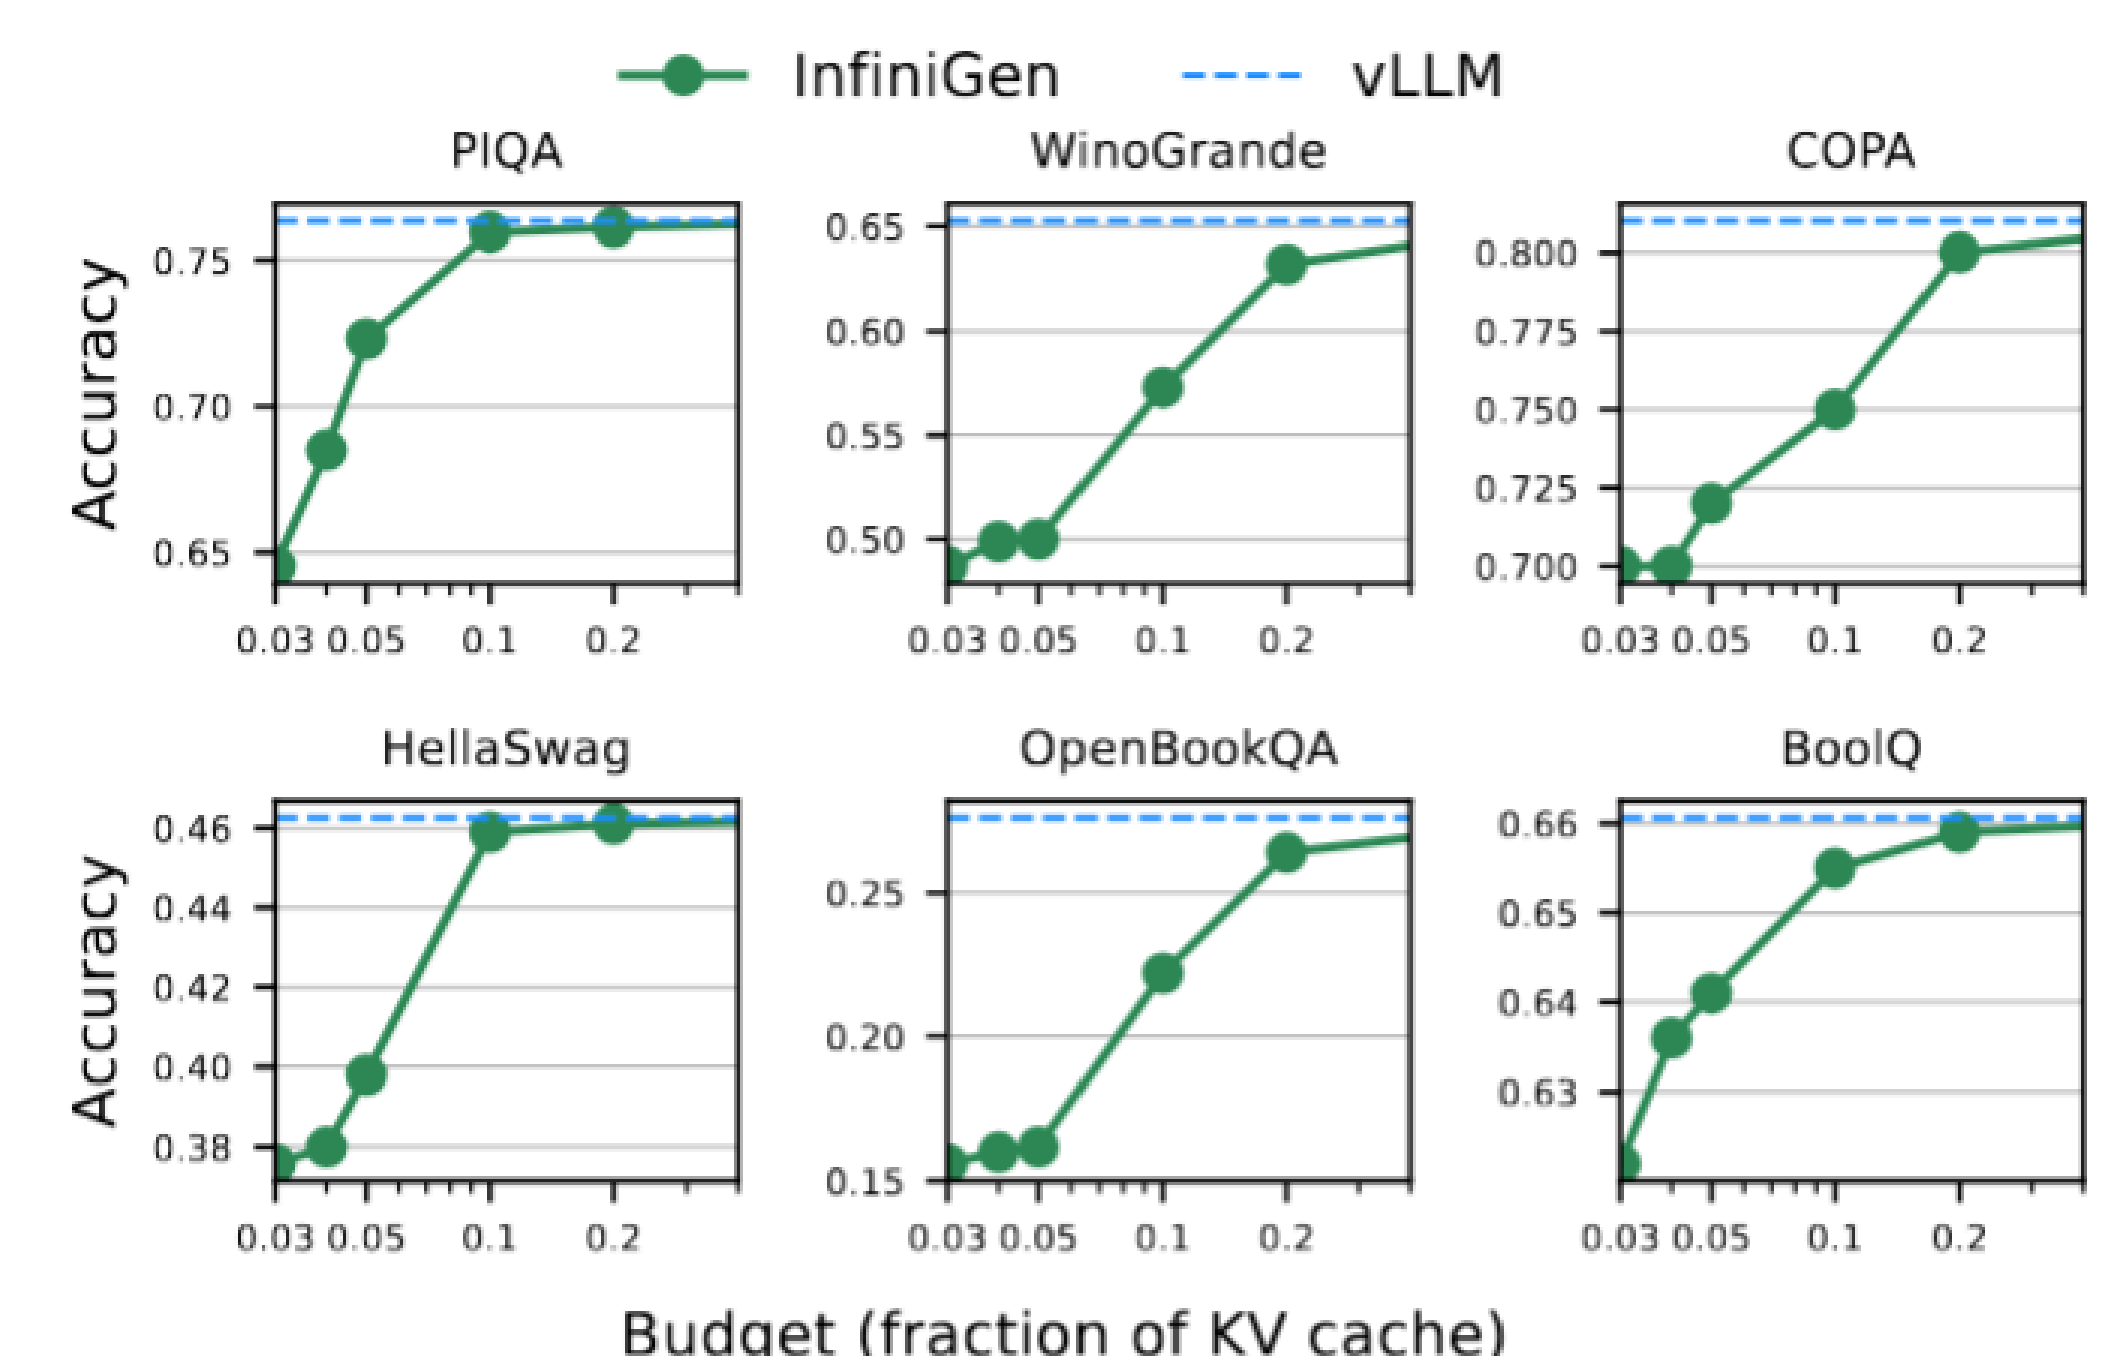 InfiniGen vLLM
PIQA WinoGrande COPA
Accuracy
0.75
0.70
0.65
0.03 0.05 0.1 0.2
0.65
0.60
0.55
0.50
0.03 0.05 0.1 0.2
0.800
0.775
0.750
0.725
0.700
0.03 0.05 0.1 0.2
HellaSwag OpenBookQA BoolQ
Accuracy
0.46
0.44
0.42
0.40
0.38
0.03 0.05 0.1 0.2
0.25
0.20
0.15
0.03 0.05 0.1 0.2
0.66
0.65
0.64
0.63
0.03 0.05 0.1 0.2
Budget (fraction of KV cache)